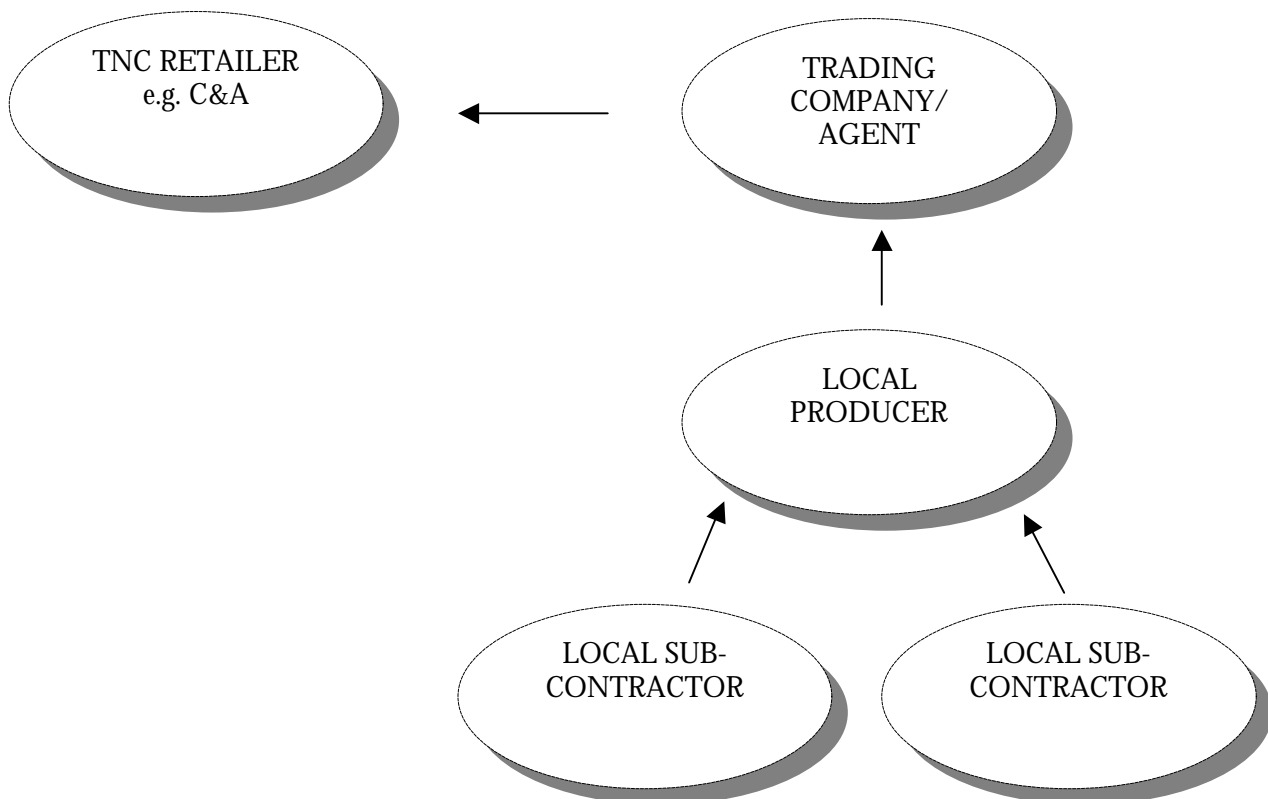 TNC RETAILER
e.g. C&A
TRADING
COMPANY/
AGENT
LOCAL
PRODUCER
LOCAL SUB-
CONTRACTOR
LOCAL SUB-
CONTRACTOR